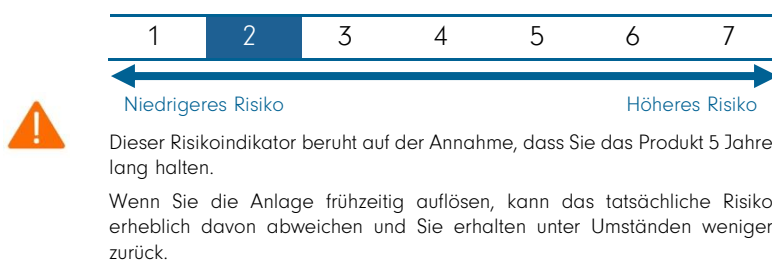 1 2 3 4 5 6 7
Niedrigeres Risiko Höheres Risiko
Dieser Risikoindikator beruht auf der Annahme, dass Sie das Produkt 5 Jahre
lang halten.
Wenn Sie die Anlage frühzeitig auflösen, kann das tatsächliche Risiko
erheblich davon abweichen und Sie erhalten unter Umständen weniger
zurück.